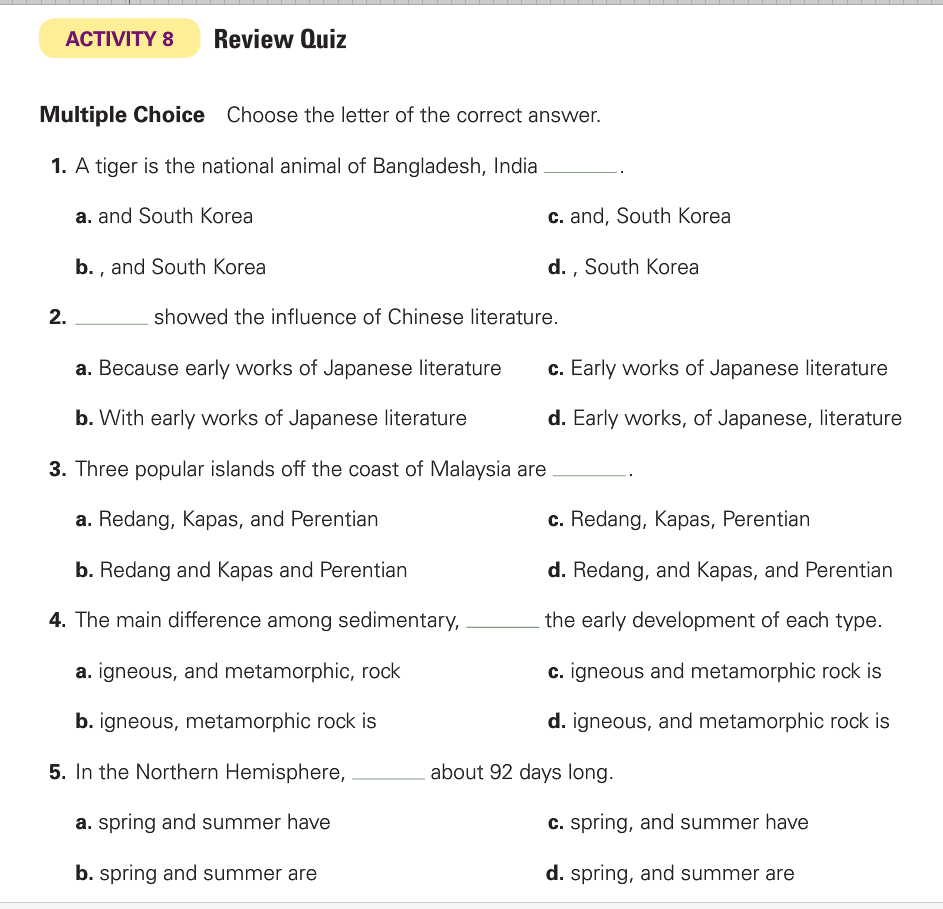 ACTIVITY 8 Review Quiz
Multiple Choice Choose the letter of the correct answer.
1. A tiger is the national animal of Bangladesh, India _______.
a. and South Korea c. and, South Korea
b. , and South Korea d. , South Korea
2. _______ showed the influence of Chinese literature.
a. Because early works of Japanese literature c. Early works of Japanese literature
b. With early works of Japanese literature d. Early works, of Japanese, literature
3. Three popular islands off the coast of Malaysia are _______.
a. Redang, Kapas, and Perentian c. Redang, Kapas, Perentian
b. Redang and Kapas and Perentian d. Redang, and Kapas, and Perentian
4. The main difference among sedimentary, _______ the early development of each type.
a. igneous, and metamorphic, rock c. igneous and metamorphic rock is
b. igneous, metamorphic rock is d. igneous, and metamorphic rock is
5. In the Northern Hemisphere, _______ about 92 days long.
a. spring and summer have c. spring, and summer have
b. spring and summer are d. spring, and summer are